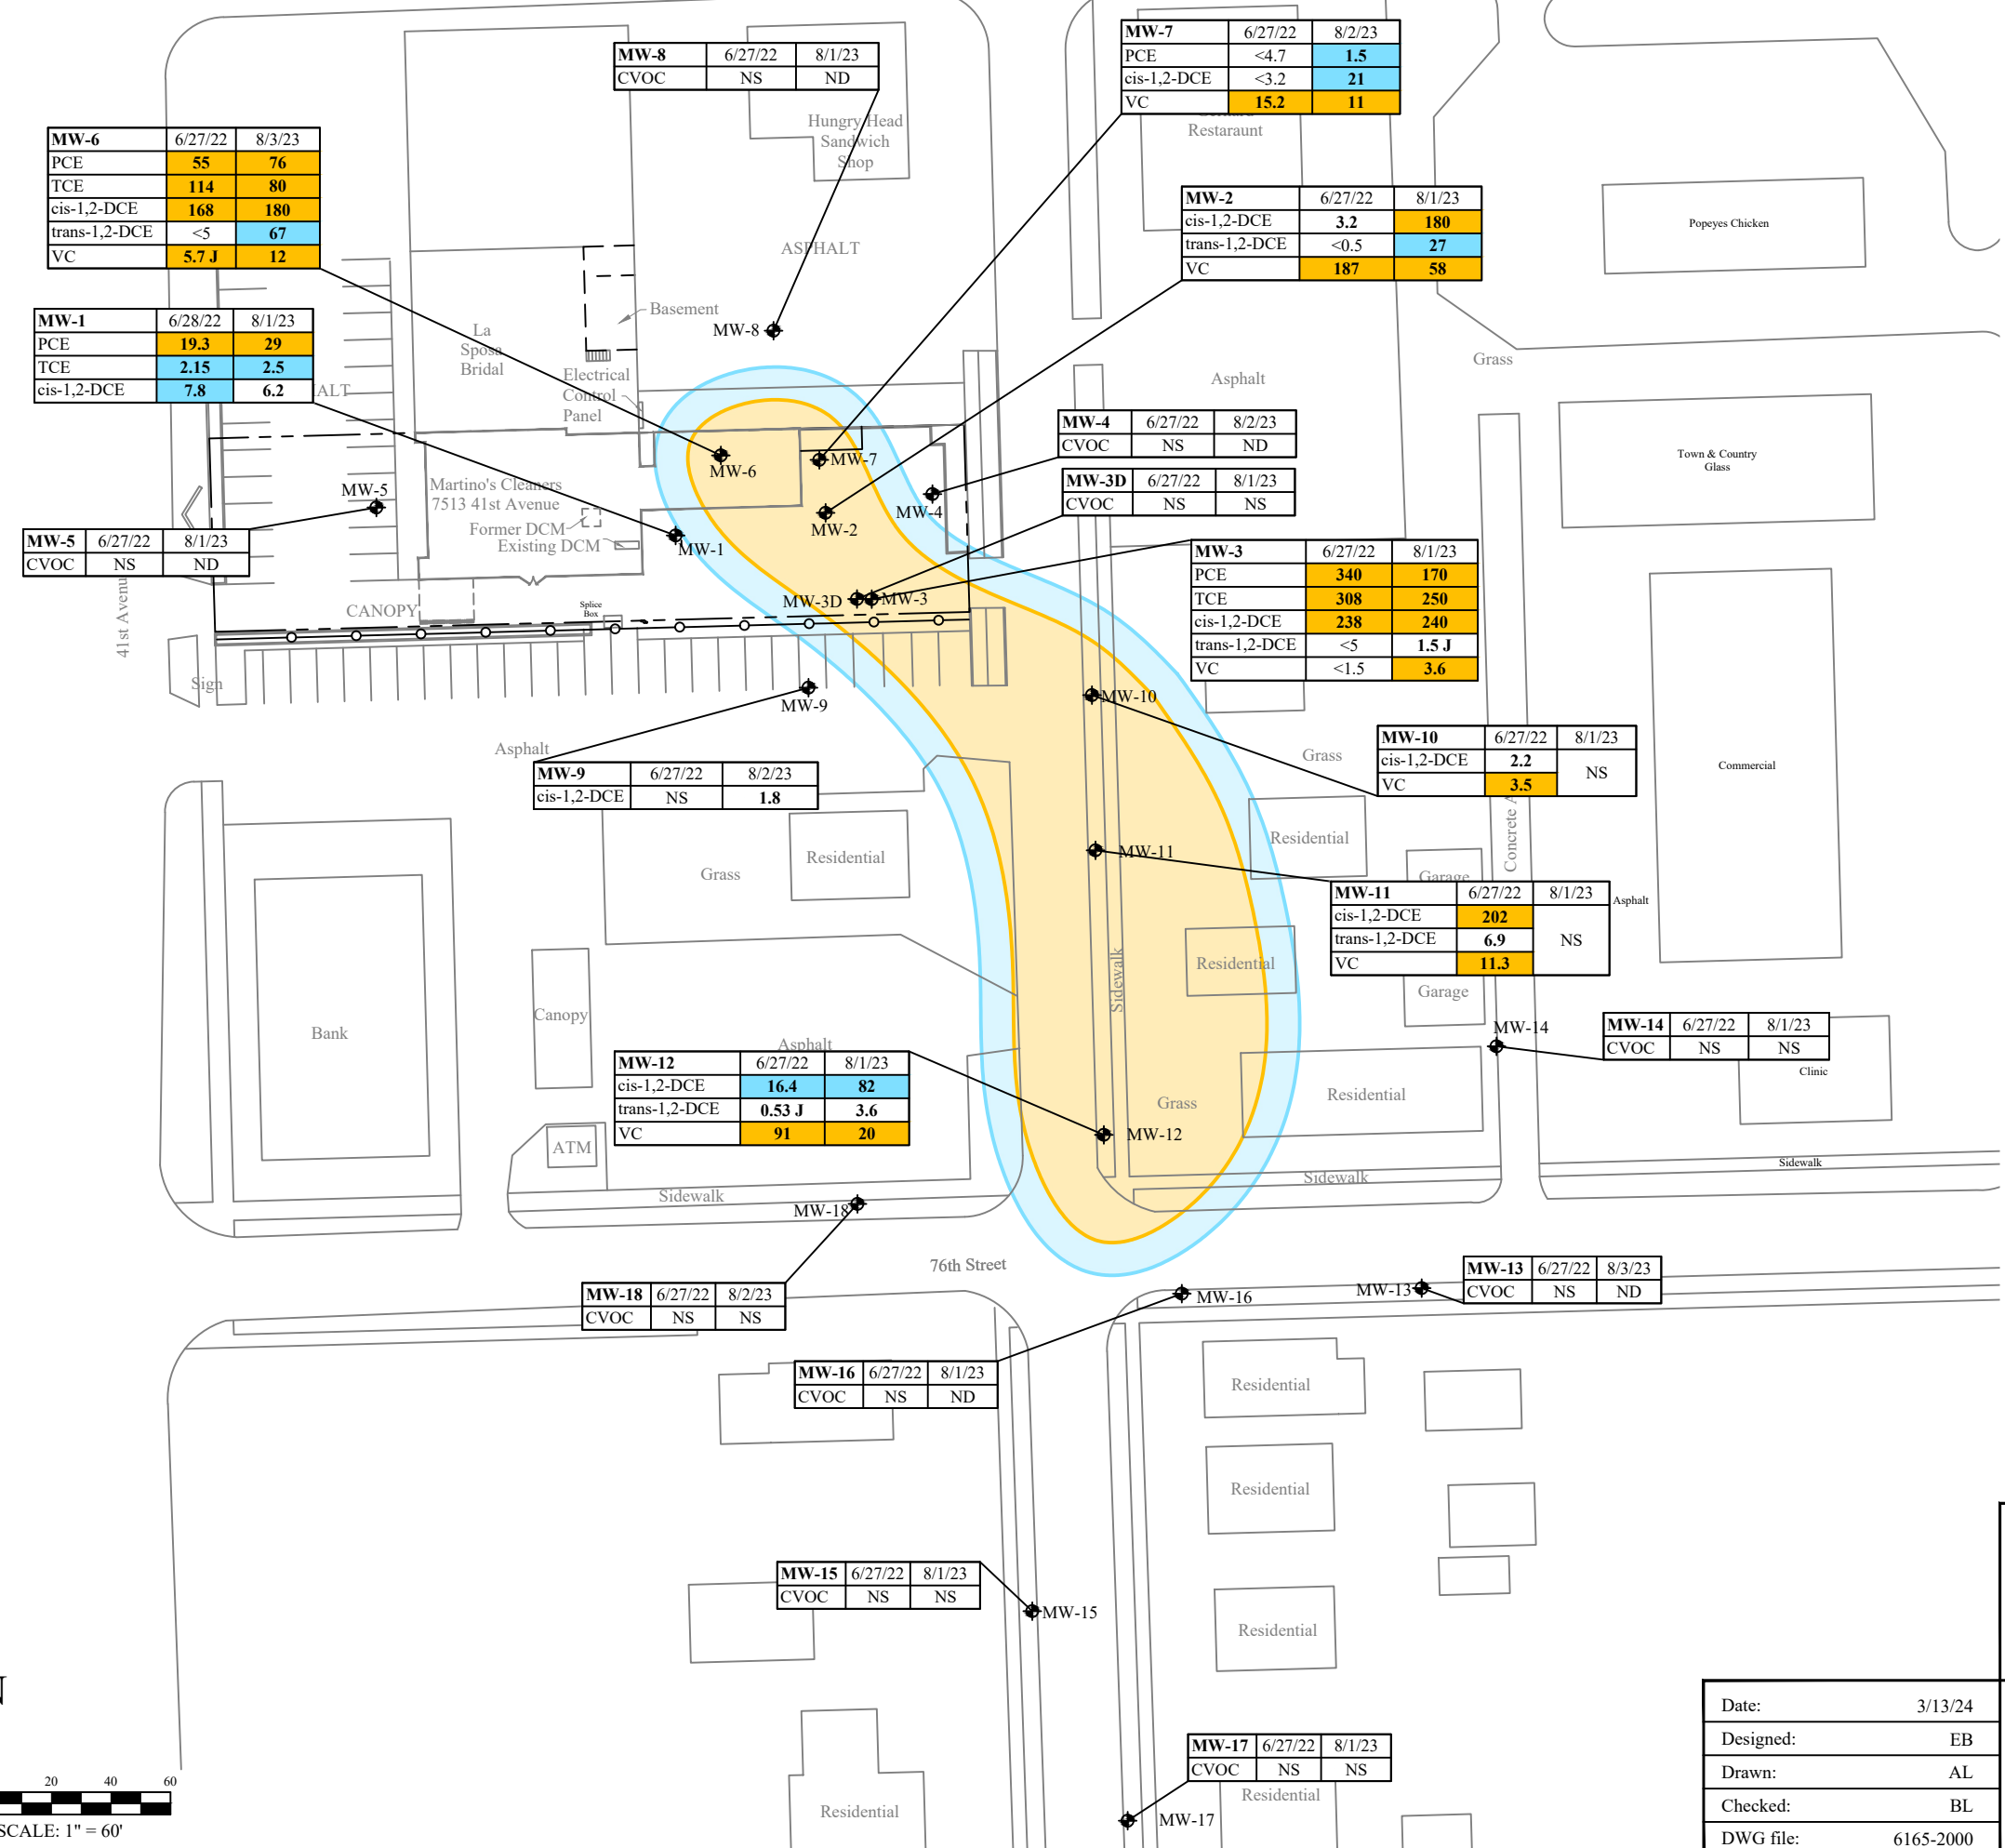 MW-8 6/27/22 8/1/23
CVOC NS ND
MW-7 6/27/22 8/2/23
PCE <4.7 1.5
cis-1,2-DCE <3.2 21
VC 15.2 11
Restaraunt
Hungry Head
Sandwich
Shop
MW-6 6/27/22 8/3/23
PCE 55 76
TCE 114 80
cis-1,2-DCE 168 180
trans-1,2-DCE <5 67
VC 5.7 J 12
MW-2 6/27/22 8/1/23
cis-1,2-DCE 3.2 180
trans-1,2-DCE <0.5 27
VC 187 58
Popeyes Chicken
ASPHALT
Basement
MW-8
MW-1 6/28/22 8/1/23
PCE 19.3 29
TCE 2.15 2.5
cis-1,2-DCE 7.8 6.2
ALT
La
Sposa
Bridal
Electrical
Control
Panel
Asphalt
Grass
MW-4 6/27/22 8/2/23
CVOC NS ND
MW-3D 6/27/22 8/1/23
CVOC NS NS
Town & Country
Glass
MW-6
MW-7
MW-5
Martino's Cleaners
7513 41st Avenue
Former DCM
Existing DCM
MW-4
MW-2
MW-1
MW-5 6/27/22 8/1/23
CVOC NS ND
MW-3 6/27/22 8/1/23
PCE 340 170
TCE 308 250
cis-1,2-DCE 238 240
trans-1,2-DCE <5 1.5 J
VC <1.5 3.6
41st Avenu
CANOPY
Splice
Box
MW-3D
MW-3
Sign
MW-9
MW-10
MW-10 6/27/22 8/1/23
cis-1,2-DCE 2.2 NS
VC 3.5
Asphalt
Grass
Commercial
MW-9 6/27/22 8/2/23
cis-1,2-DCE NS 1.8
Concrete A
Residential
Residential
Grass
MW-11
Garage
MW-11 6/27/22 8/1/23
cis-1,2-DCE 202
trans-1,2-DCE 6.9 NS
VC 11.3
Asphalt
Sidewalk
Residential
Garage
Bank
Canopy
Asphalt
MW-14
MW-14 6/27/22 8/1/23
CVOC NS NS
Clinic
MW-12 6/27/22 8/1/23
cis-1,2-DCE 16.4 82
trans-1,2-DCE 0.53 J 3.6
VC 91 20
Grass
Residential
ATM
MW-12
Sidewalk
Sidewalk
Sidewalk
MW-18
76th Street
MW-18 6/27/22 8/2/23
CVOC NS NS
MW-16
MW-13
MW-13 6/27/22 8/3/23
CVOC NS ND
MW-16 6/27/22 8/1/23
CVOC NS ND
Residential
Residential
MW-15 6/27/22 8/1/23
CVOC NS NS
MW-15
Residential
MW-17 6/27/22 8/1/23
CVOC NS NS
Residential
Residential
MW-17
20 40 60
SCALE: 1" = 60'
Date: 3/13/24
Designed: EB
Drawn: AL
Checked: BL
DWG file: 6165-2000